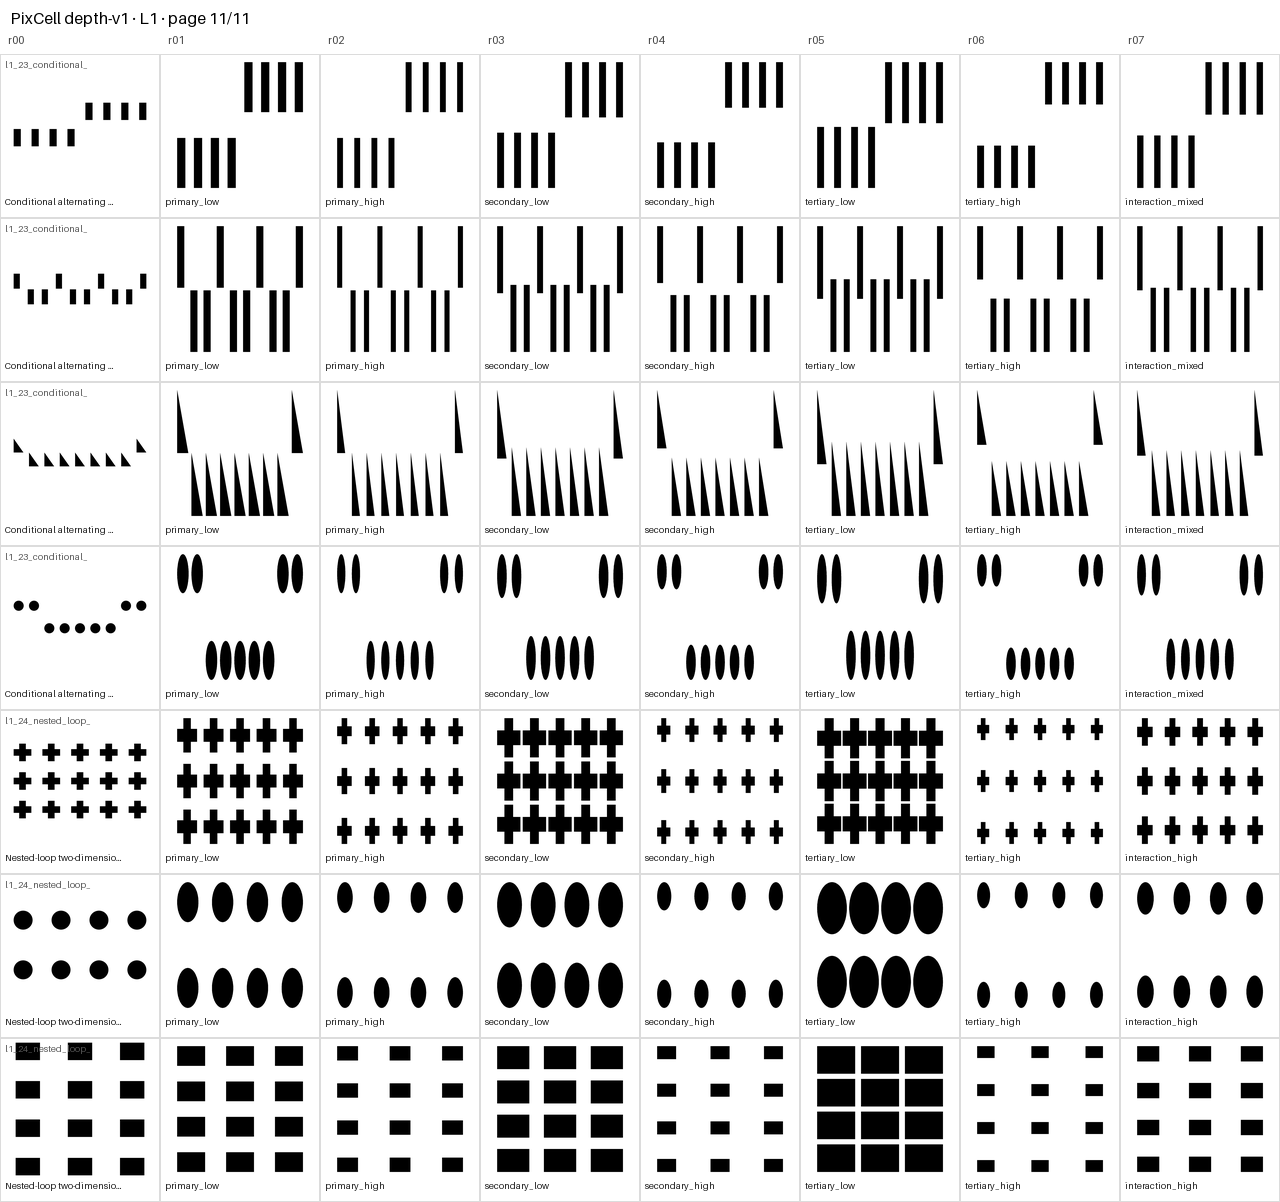 PixCell depth-v1 · L1 · page 11/11
r00 r01 r02 r03 r04 r05 r06 r07
l1_23_conditional_
Conditional alternating ... primary_low primary_high secondary_low secondary_high tertiary_low tertiary_high interaction_mixed
l1_23_conditional_
Conditional alternating ... primary_low primary_high secondary_low secondary_high tertiary_low tertiary_high interaction_mixed
l1_23_conditional_
Conditional alternating ... primary_low primary_high secondary_low secondary_high tertiary_low tertiary_high interaction_mixed
l1_23_conditional_
Conditional alternating ... primary_low primary_high secondary_low secondary_high tertiary_low tertiary_high interaction_mixed
l1_24_nested_loop_
Nested-loop two-dimensio... primary_low primary_high secondary_low secondary_high tertiary_low tertiary_high interaction_high
l1_24_nested_loop_
Nested-loop two-dimensio... primary_low primary_high secondary_low secondary_high tertiary_low tertiary_high interaction_high
l1_24_nested_loop_
Nested-loop two-dimensio... primary_low primary_high secondary_low secondary_high tertiary_low tertiary_high interaction_high